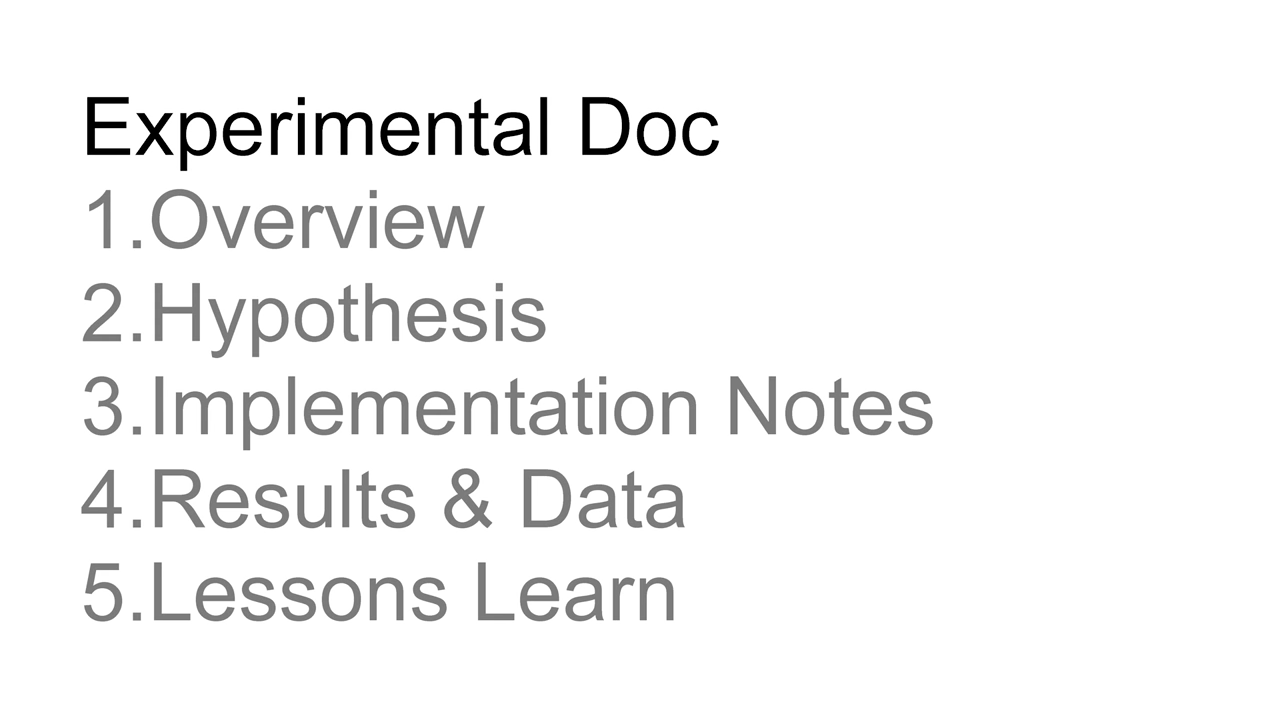 Experimental Doc
1.Overview
2.Hypothesis
3.Implementation Notes
4.Results & Data
5.Lessons Learn